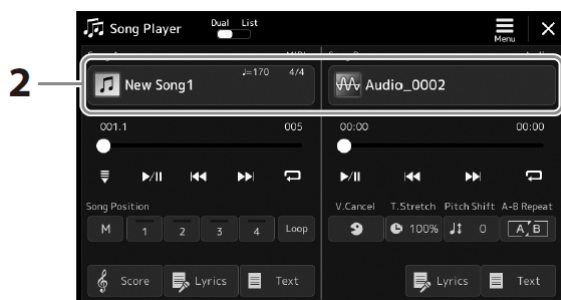 Song Player
Dual List
Menu
2
New Song1
♩=170 4/4
Audio_0002
001.1 005
00:00 00:00
Song Position
V.Cancel T.Stretch Pitch Shift A-B Repeat
M 1 2 3 4 Loop
100% 0 A B
Score Lyrics Text
Lyrics Text